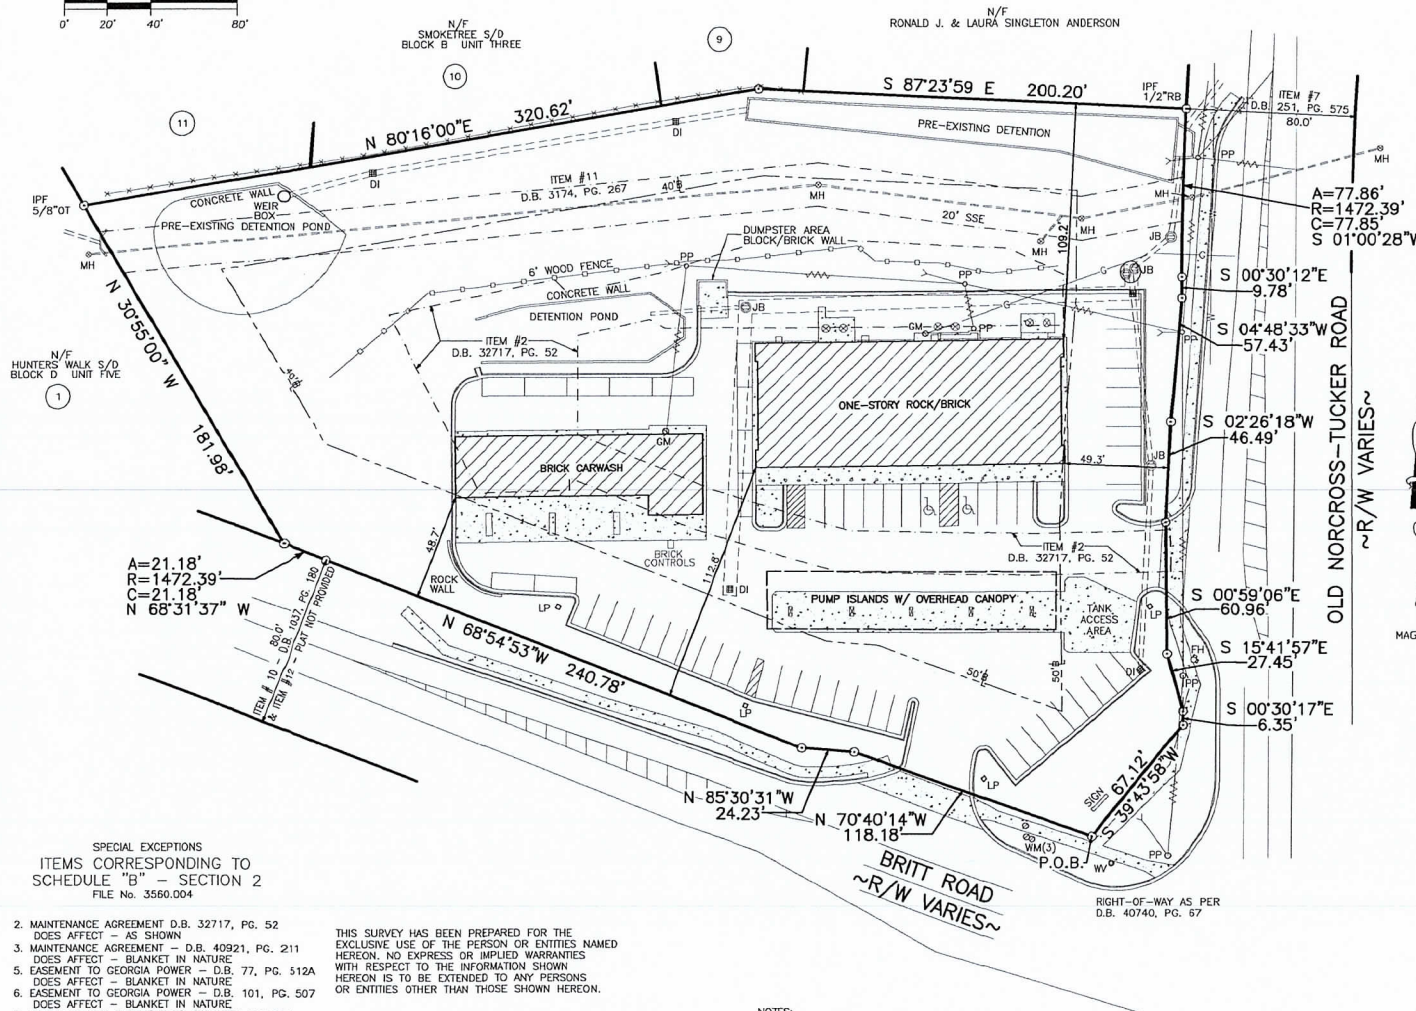 0' 20' 40' 80'
N/F
SMOKETREE S/D
BLOCK B UNIT THREE
10
9
11
N/F
RONALD J. & LAURA SINGLETON ANDERSON
N 80°16'00"E 320.62'
S 87°23'59 E 200.20'
IPF
1/2"RB
ITEM #7
D.B. 251, PG. 575
80.0'
PRE-EXISTING DETENTION
PP
MH
MH
DI
DI
IPF
5/8"OT
CONCRETE WALL
WEIR
BOX
PRE-EXISTING DETENTION POND
ITEM #11
D.B. 3174, PG. 267
40'B
MH
20' SSE
MH
MH
109.2'
JB
A=77.86'
R=1472.39'
C=77.85'
S 01°00'28"W
MH
N 30°55'00" W
181.98'
DUMPSTER AREA
BLOCK/BRICK WALL
6' WOOD FENCE
PP
PP
G
G
JB
CONCRETE WALL
DETENTION POND
JB
GM
PP
S 00°30'12"E
9.78'
S 04°48'33"W
57.43'
PP
ITEM #2
D.B. 32717, PG. 52
40'B
N/F
HUNTERS WALK S/D
BLOCK D UNIT FIVE
1
ONE-STORY ROCK/BRICK
GM
BRICK CARWASH
S 02°26'18"W
46.49'
JB
49.3'
OLD NORCROSS-TUCKER ROAD
~R/W VARIES~
48.7'
112.8'
BRICK
CONTROLS
ITEM #2
D.B. 32717, PG. 52
A=21.18'
R=1472.39'
C=21.18'
N 68°31'37" W
ROCK
WALL
LP
DI
PUMP ISLANDS W/ OVERHEAD CANOPY
TANK
ACCESS
AREA
LP
S 00°59'06"E
60.96'
FH
S 15°41'57"E
27.45'
MAG
80.0'
ITEM # 10 - D.B. 1037, PG. 180
& ITEM #12 - PLAT NOT PROVIDED
N 68°54'53"W 240.78'
50'B
50'B
DI
PP
S 00°30'17"E
6.35'
LP
LP
SIGN
67.12'
S 39°43'58"W
N 85°30'31"W
24.23'
N 70°40'14"W
118.18'
WM(3)
P.O.B.
WV
PP
BRITT ROAD
~R/W VARIES~
RIGHT-OF-WAY AS PER
D.B. 40740, PG. 67
SPECIAL EXCEPTIONS
ITEMS CORRESPONDING TO
SCHEDULE "B" - SECTION 2
FILE No. 3560.004
2. MAINTENANCE AGREEMENT D.B. 32717, PG. 52
DOES AFFECT - AS SHOWN
3. MAINTENANCE AGREEMENT - D.B. 40921, PG. 211
DOES AFFECT - BLANKET IN NATURE
5. EASEMENT TO GEORGIA POWER - D.B. 77, PG. 512A
DOES AFFECT - BLANKET IN NATURE
6. EASEMENT TO GEORGIA POWER - D.B. 101, PG. 507
DOES AFFECT - BLANKET IN NATURE
THIS SURVEY HAS BEEN PREPARED FOR THE
EXCLUSIVE USE OF THE PERSON OR ENTITIES NAMED
HEREON. NO EXPRESS OR IMPLIED WARRANTIES
WITH RESPECT TO THE INFORMATION SHOWN
HEREON IS TO BE EXTENDED TO ANY PERSONS
OR ENTITIES OTHER THAN THOSE SHOWN HEREON.
NOTES: